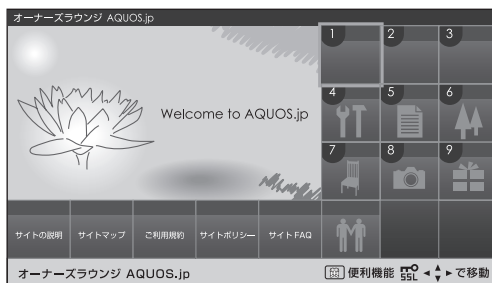 オーナーズラウンジ AQUOS.jp
1 2 3
Welcome to AQUOS.jp
4 5 6
7 8 9
サイトの説明 サイトマップ ご利用規約 サイトポリシー サイト FAQ
オーナーズラウンジ AQUOS.jp 便利機能 SSL ◄▲▼►で移動